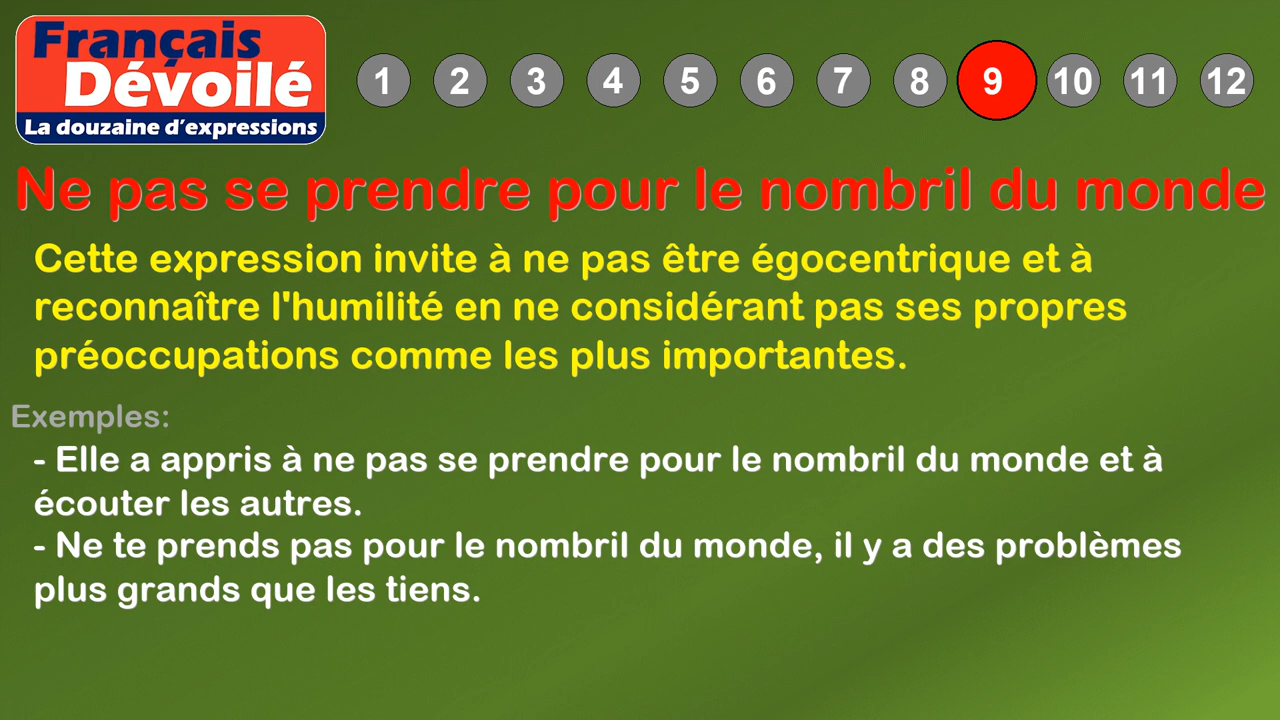 Français
Dévoilé
La douzaine d'expressions
1 2 3 4 5 6 7 8 9 10 11 12
Ne pas se prendre pour le nombril du monde
Cette expression invite à ne pas être égocentrique et à
reconnaître l'humilité en ne considérant pas ses propres
préoccupations comme les plus importantes.
Exemples:
- Elle a appris à ne pas se prendre pour le nombril du monde et à
écouter les autres.
- Ne te prends pas pour le nombril du monde, il y a des problèmes
plus grands que les tiens.